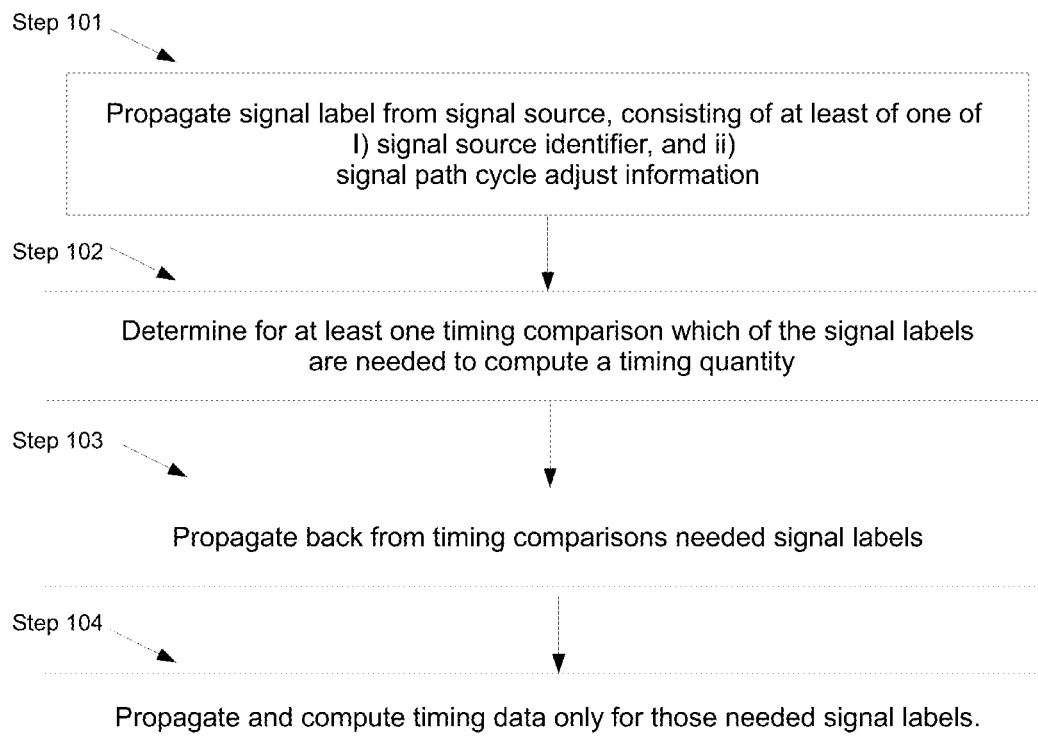 Step 101
Propagate signal label from signal source, consisting of at least of one of
I) signal source identifier, and ii)
signal path cycle adjust information
Step 102
Determine for at least one timing comparison which of the signal labels
are needed to compute a timing quantity
Step 103
Propagate back from timing comparisons needed signal labels
Step 104
Propagate and compute timing data only for those needed signal labels.